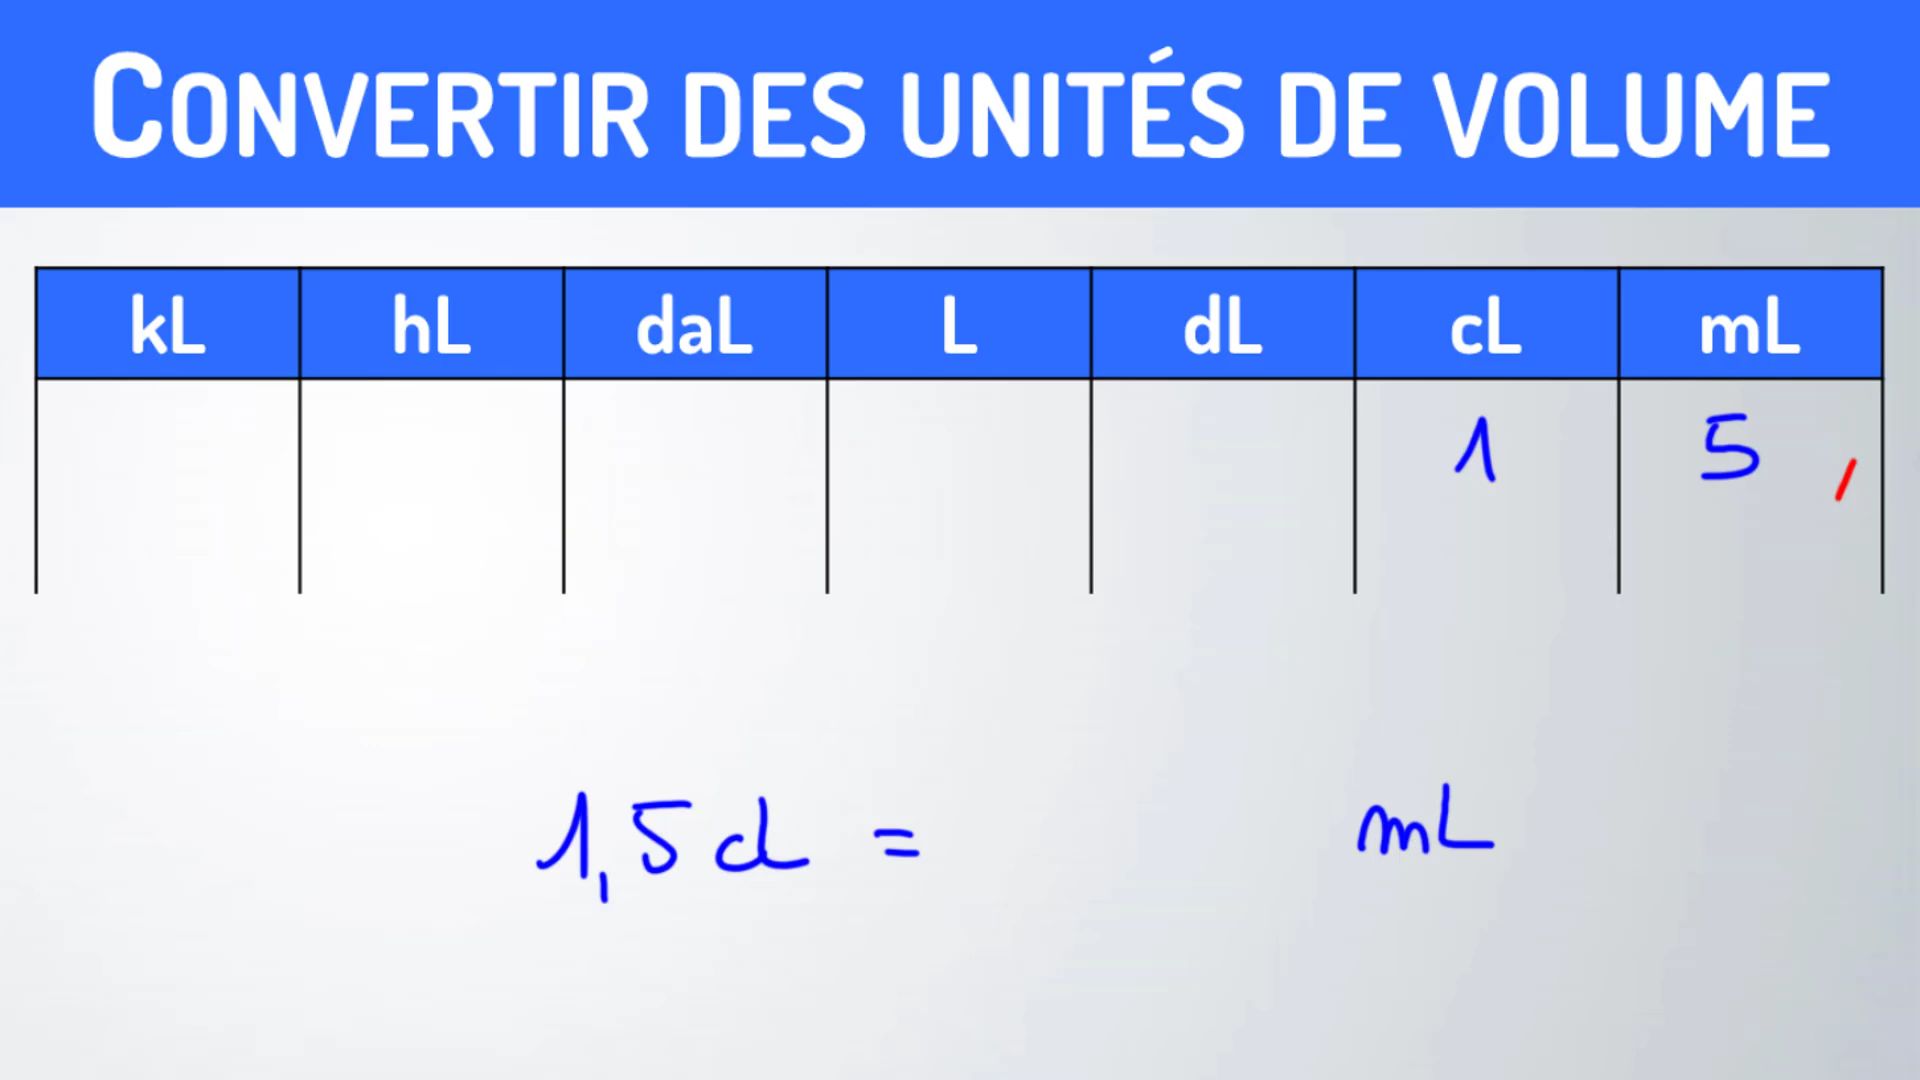 CONVERTIR DES UNITÉS DE VOLUME
kL hL daL L dL cL mL
1 5 ,
1,5 cL = mL